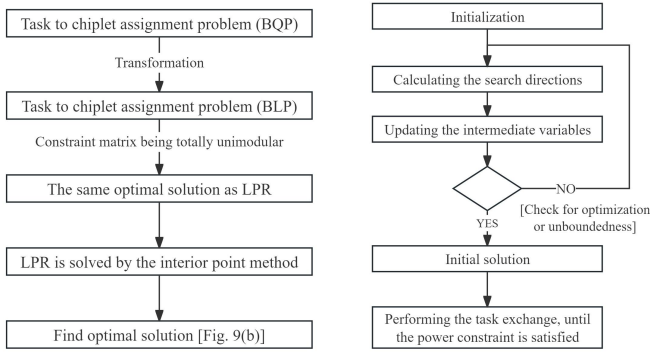 Task to chiplet assignment problem (BQP)
Transformation
Task to chiplet assignment problem (BLP)
Constraint matrix being totally unimodular
The same optimal solution as LPR
LPR is solved by the interior point method
Find optimal solution [Fig. 9(b)]
Initialization
Calculating the search directions
Updating the intermediate variables
NO
[Check for optimization
or unboundedness]
YES
Initial solution
Performing the task exchange, until
the power constraint is satisfied